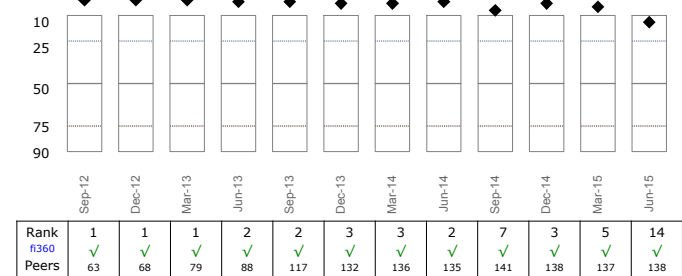 10
25
50
75
90
Sep-12 Dec-12 Mar-13 Jun-13 Sep-13 Dec-13 Mar-14 Jun-14 Sep-14 Dec-14 Mar-15 Jun-15
Rank 1 1 1 2 2 3 3 2 7 3 5 14
fi360 √ √ √ √ √ √ √ √ √ √ √ √
Peers 63 68 79 88 117 132 136 135 141 138 137 138